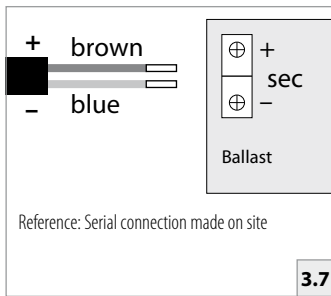 +
brown
–
blue
+
sec
–
Ballast
Reference: Serial connection made on site
3.7